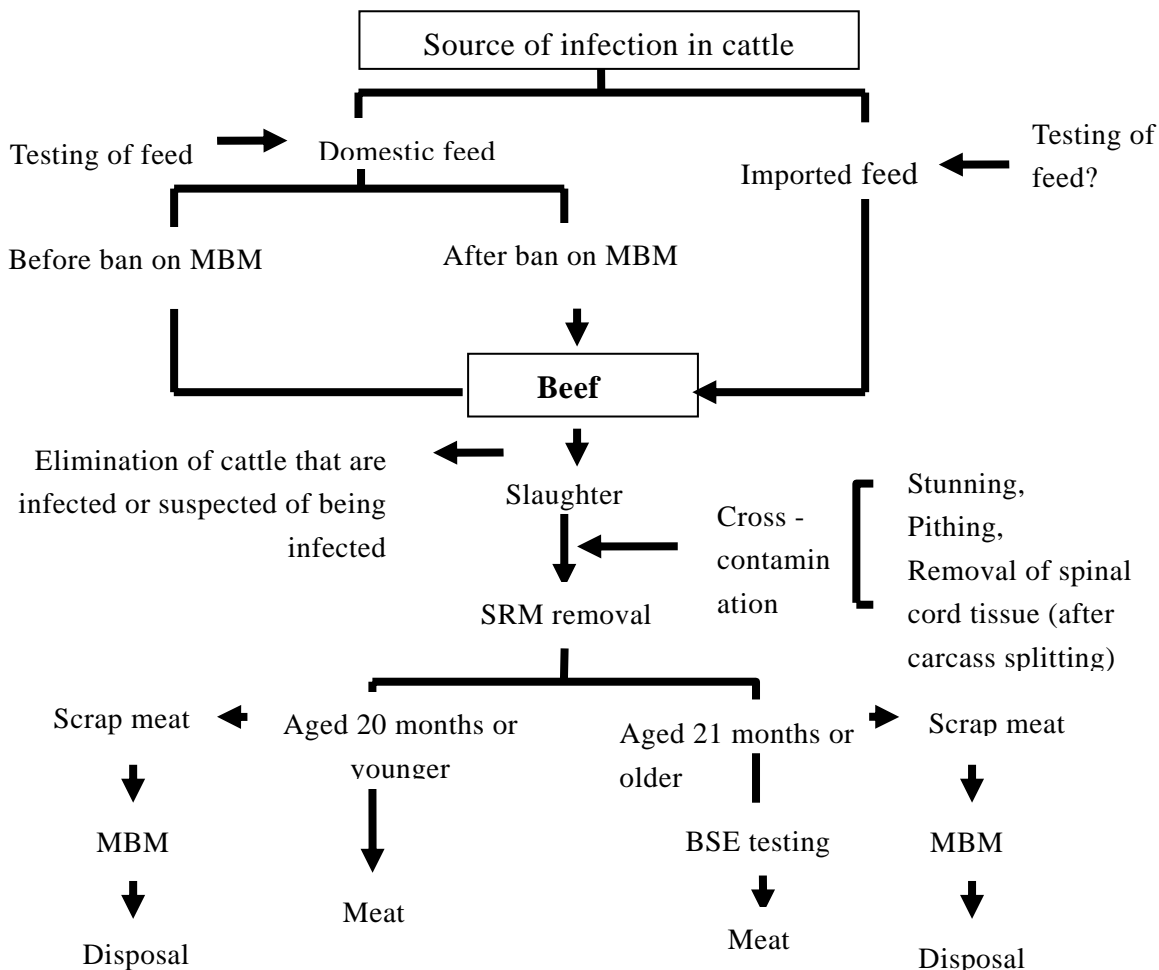 Source of infection in cattle
Testing of feed
Domestic feed
Imported feed
Testing of
feed?
Before ban on MBM
After ban on MBM
Beef
Elimination of cattle that are
infected or suspected of being
infected
Slaughter
Cross -
contamin
ation
Stunning,
Pithing,
Removal of spinal
cord tissue (after
carcass splitting)
SRM removal
Scrap meat
Aged 20 months or
younger
Aged 21 months or
older
Scrap meat
MBM
BSE testing
MBM
Meat
Meat
Disposal
Disposal